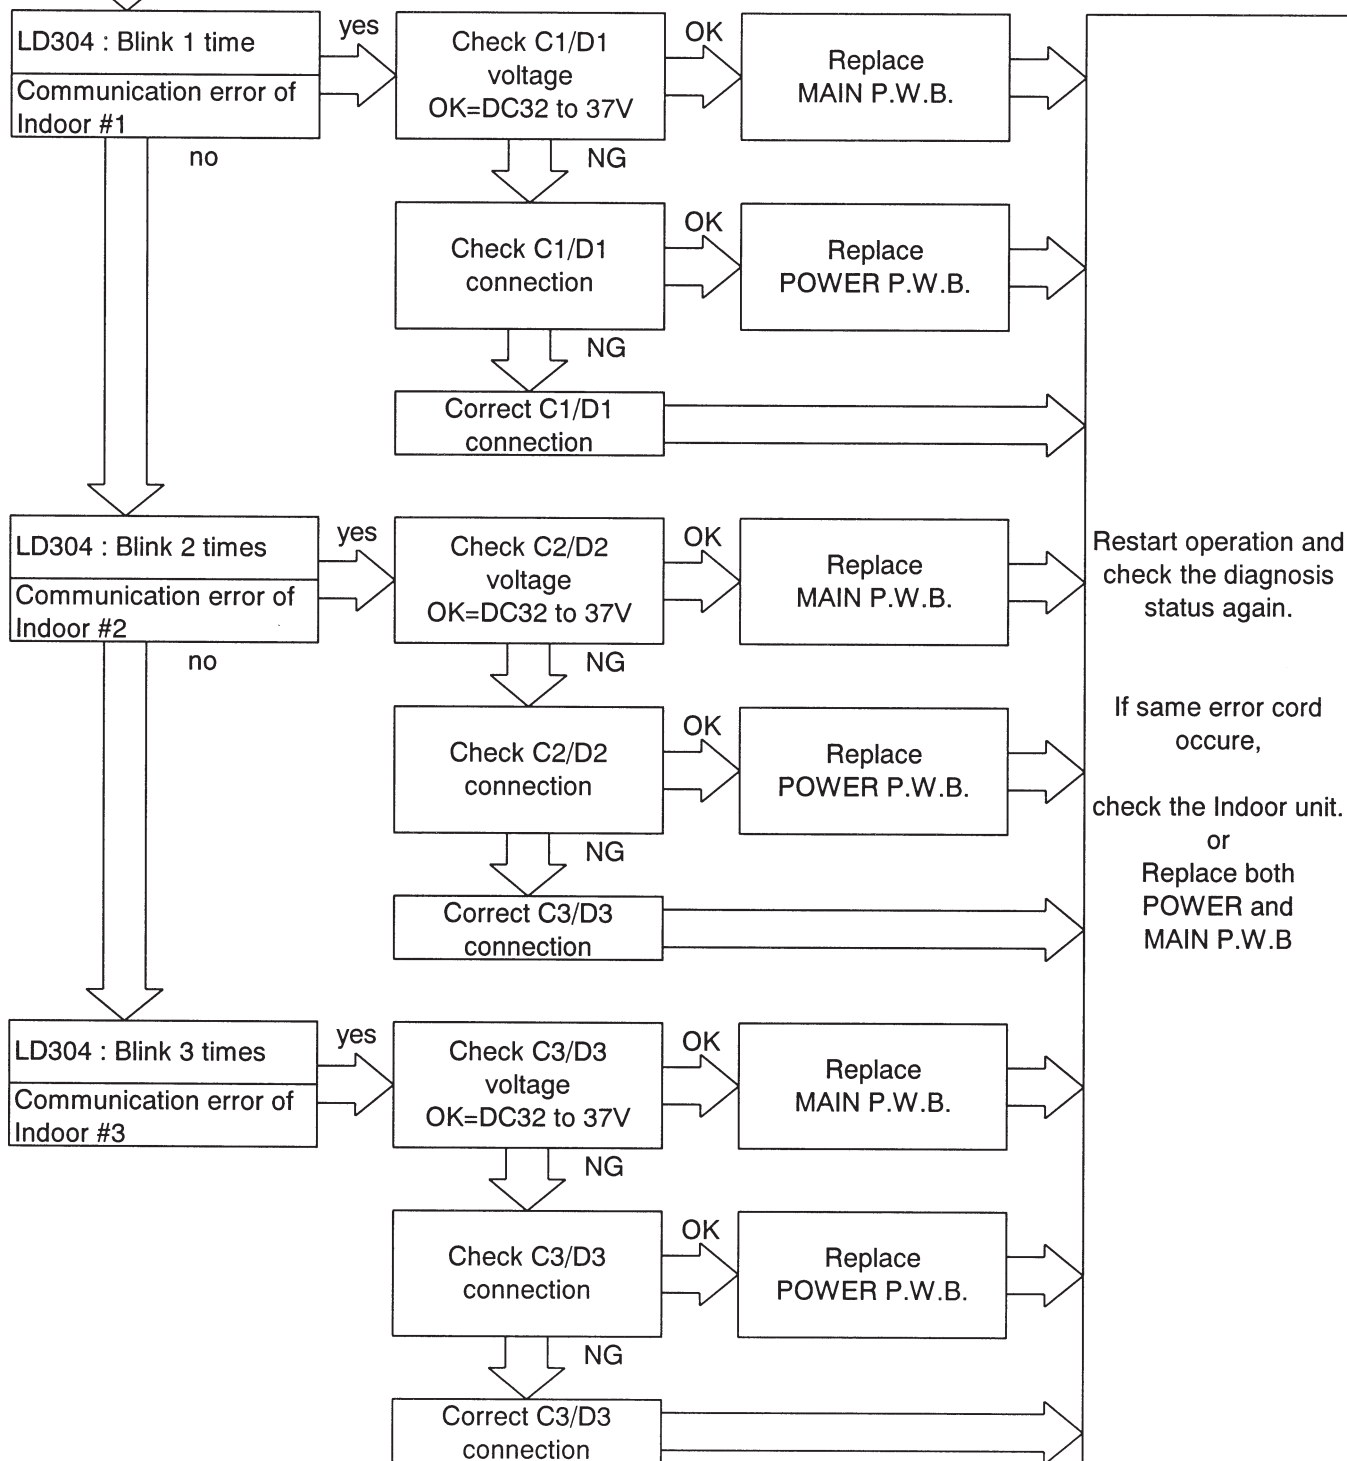 LD304 : Blink 1 time
Communication error of
Indoor #1
yes
no
Check C1/D1
voltage
OK=DC32 to 37V
OK
NG
Replace
MAIN P.W.B.
Check C1/D1
connection
OK
NG
Replace
POWER P.W.B.
Correct C1/D1
connection
LD304 : Blink 2 times
Communication error of
Indoor #2
yes
no
Check C2/D2
voltage
OK=DC32 to 37V
OK
NG
Replace
MAIN P.W.B.
Check C2/D2
connection
OK
NG
Replace
POWER P.W.B.
Correct C3/D3
connection
LD304 : Blink 3 times
Communication error of
Indoor #3
yes
Check C3/D3
voltage
OK=DC32 to 37V
OK
NG
Replace
MAIN P.W.B.
Check C3/D3
connection
OK
NG
Replace
POWER P.W.B.
Correct C3/D3
connection
Restart operation and
check the diagnosis
status again.
If same error cord
occure,
check the Indoor unit.
or
Replace both
POWER and
MAIN P.W.B